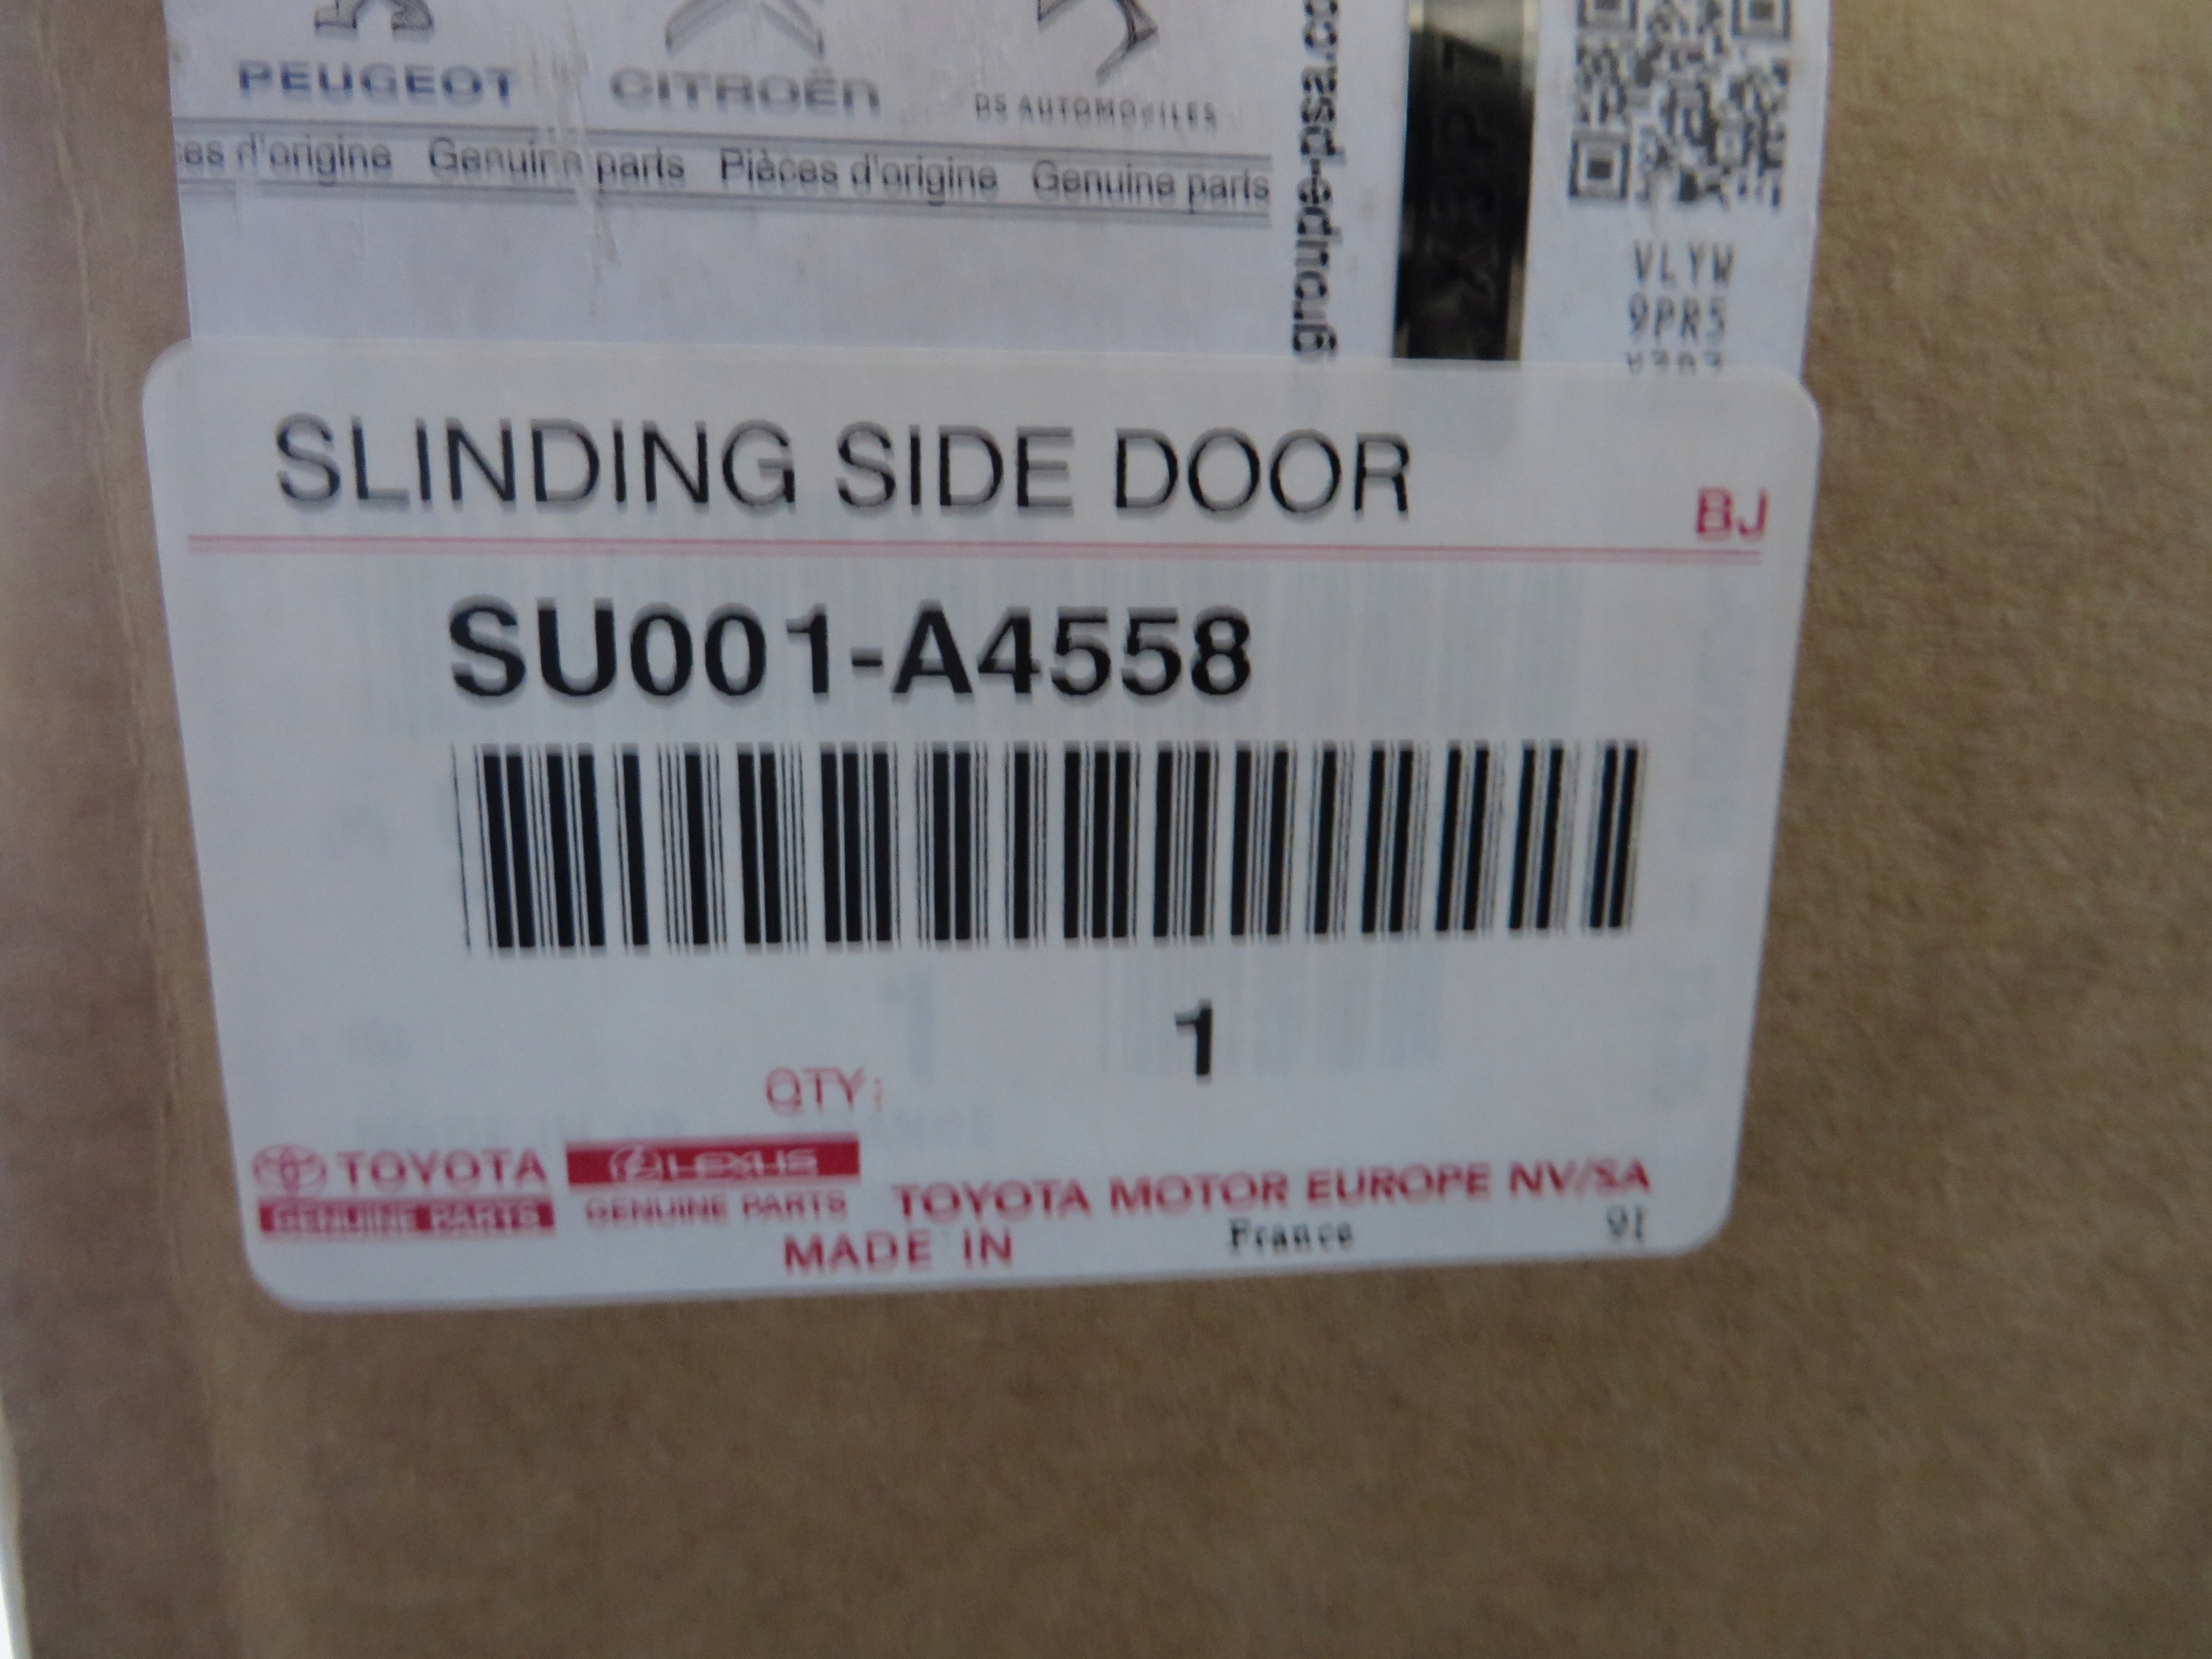 PEUGEOT CITROËN DS AUTOMOBILES
es d'origine Genuine parts Pièces d'origine Genuine parts
groupe-psa.co
VLYW
9PR5
SLINDING SIDE DOOR
BJ
SU001-A4558
1
QTY:
TOYOTA
GENUINE PARTS
LEXUS
GENUINE PARTS
TOYOTA MOTOR EUROPE NV/SA
MADE IN France 91